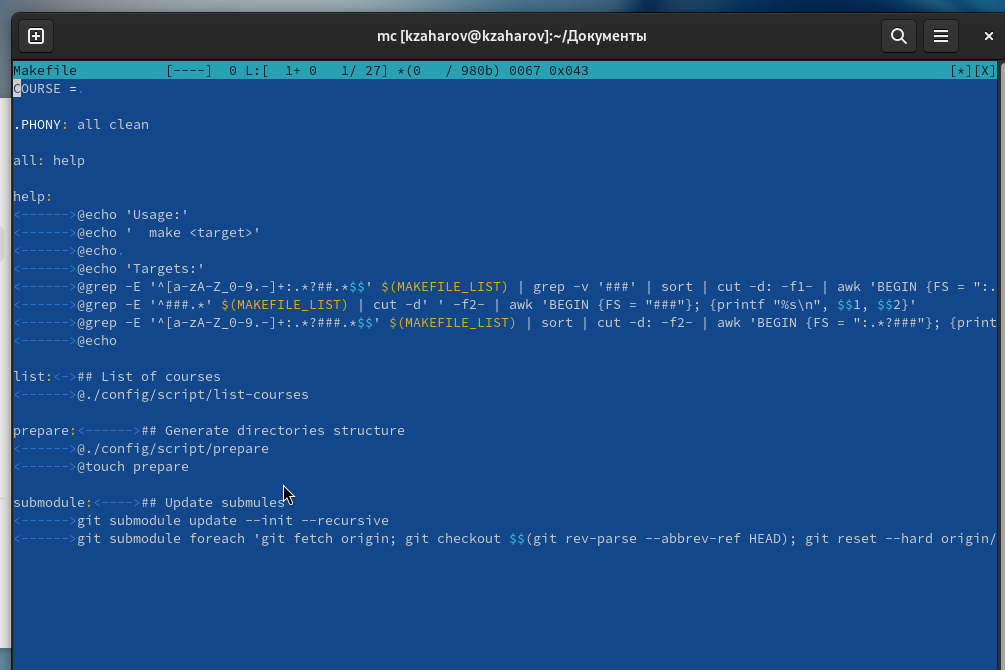 mc [kzaharov@kzaharov]:~/Документы
Makefile [----] 0 L:[ 1+ 0 1/ 27] *(0 / 980b) 0067 0x043 [*][X]
COURSE =.
.PHONY: all clean
all: help
help:
<------>@echo 'Usage:'
<------>@echo '  make <target>'
<------>@echo.
<------>@echo 'Targets:'
<------>@grep -E '^[a-zA-Z_0-9.-]+:.*?##.*$$' $(MAKEFILE_LIST) | grep -v '###' | sort | cut -d: -f1- | awk 'BEGIN {FS = ":.
<------>@grep -E '^###.*' $(MAKEFILE_LIST) | cut -d' ' -f2- | awk 'BEGIN {FS = "###"}; {printf "%s\n", $$1, $$2}'
<------>@grep -E '^[a-zA-Z_0-9.-]+:.*?###.*$$' $(MAKEFILE_LIST) | sort | cut -d: -f2- | awk 'BEGIN {FS = ":.*?###"}; {print
<------>@echo
list:<->## List of courses
<------>@./config/script/list-courses
prepare:<------>## Generate directories structure
<------>@./config/script/prepare
<------>@touch prepare
submodule:<---->## Update submules
<------>git submodule update --init --recursive
<------>git submodule foreach 'git fetch origin; git checkout $$(git rev-parse --abbrev-ref HEAD); git reset --hard origin/